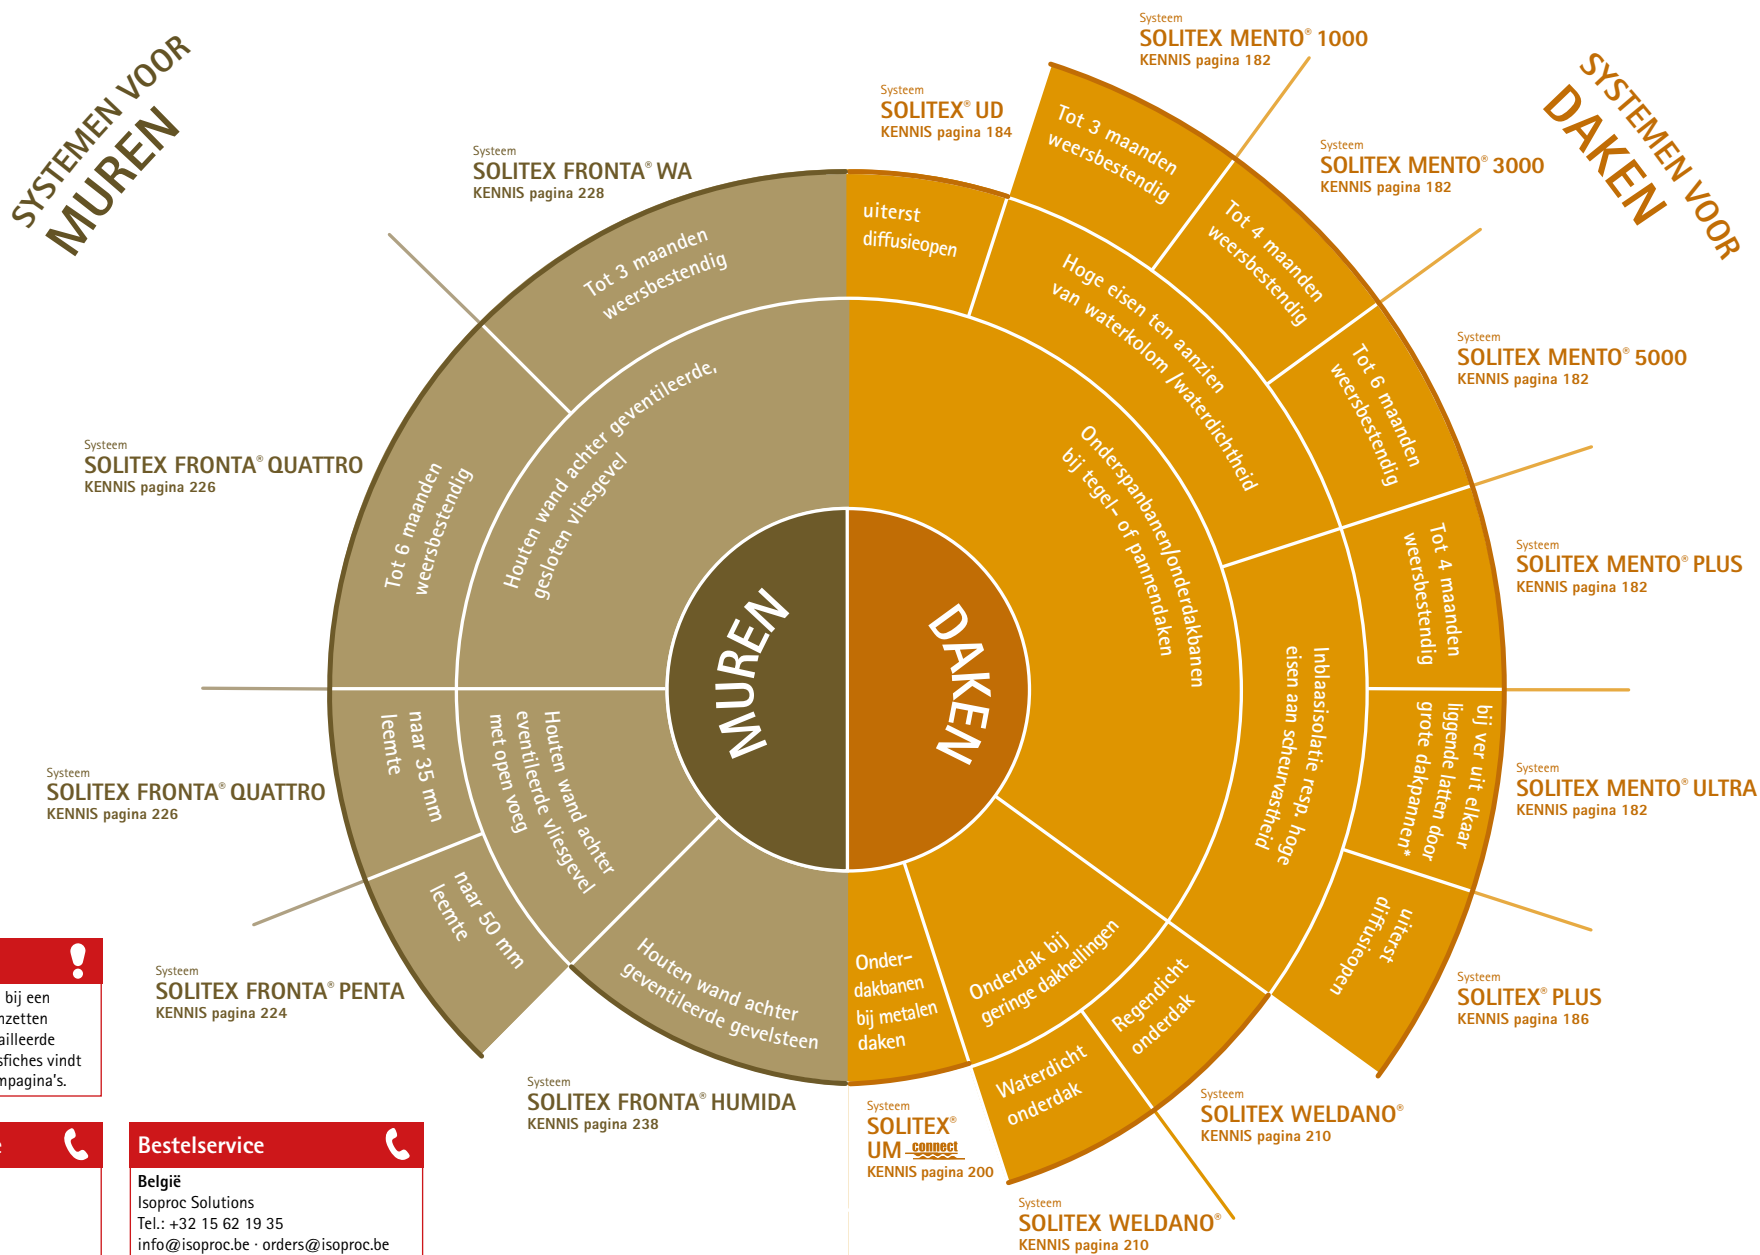 SYSTEMEN VOOR
MUREN
SYSTEMEN VOOR
DAKEN
Systeem
SOLITEX FRONTA® WA
KENNIS pagina 228
Systeem
SOLITEX FRONTA® QUATTRO
KENNIS pagina 226
Systeem
SOLITEX FRONTA® QUATTRO
KENNIS pagina 226
Systeem
SOLITEX FRONTA® PENTA
KENNIS pagina 224
Systeem
SOLITEX FRONTA® HUMIDA
KENNIS pagina 238
Tot 3 maanden
weersbestendig
Tot 6 maanden
weersbestendig
Houten wand achter geventileerde,
gesloten vliesgevel
naar 35 mm
leemte
naar 50 mm
leemte
Houten wand achter
eventileerde vliesgevel
met open voeg
Houten wand achter
geventileerde gevelsteen
MUREN
DAKEN
Systeem
SOLITEX® UD
KENNIS pagina 184
Systeem
SOLITEX MENTO® 1000
KENNIS pagina 182
Systeem
SOLITEX MENTO® 3000
KENNIS pagina 182
Systeem
SOLITEX MENTO® 5000
KENNIS pagina 182
Systeem
SOLITEX MENTO® PLUS
KENNIS pagina 182
Systeem
SOLITEX MENTO® ULTRA
KENNIS pagina 182
Systeem
SOLITEX® PLUS
KENNIS pagina 186
Systeem
SOLITEX WELDANO®
KENNIS pagina 210
Systeem
SOLITEX WELDANO®
KENNIS pagina 210
Systeem
SOLITEX®
UM connect
KENNIS pagina 200
uiterst
diffusieopen
Tot 3 maanden
weersbestendig
Tot 4 maanden
weersbestendig
Tot 6 maanden
weersbestendig
Hoge eisen ten aanzien
van waterkolom /waterdichtheid
Onderspanbanen/onderdakbanen
bij tegel- of pannendaken
Tot 4 maanden
weersbestendig
bij ver uit elkaar
liggende latten door
grote dakpannen*
uiterst
diffusieopen
Inblaasisolatie resp. hoge
eisen aan scheurvastheid
Regendicht
onderdak
Waterdicht
onderdak
Onderdak bij
geringe dakhellingen
Onder-
dakbanen
bij metalen
daken
bij een
nzetten
ailleerde
sfiches vindt
mpagina's.
e
Bestelservice
België
Isoproc Solutions
Tel.: +32 15 62 19 35
info@isoproc.be · orders@isoproc.be